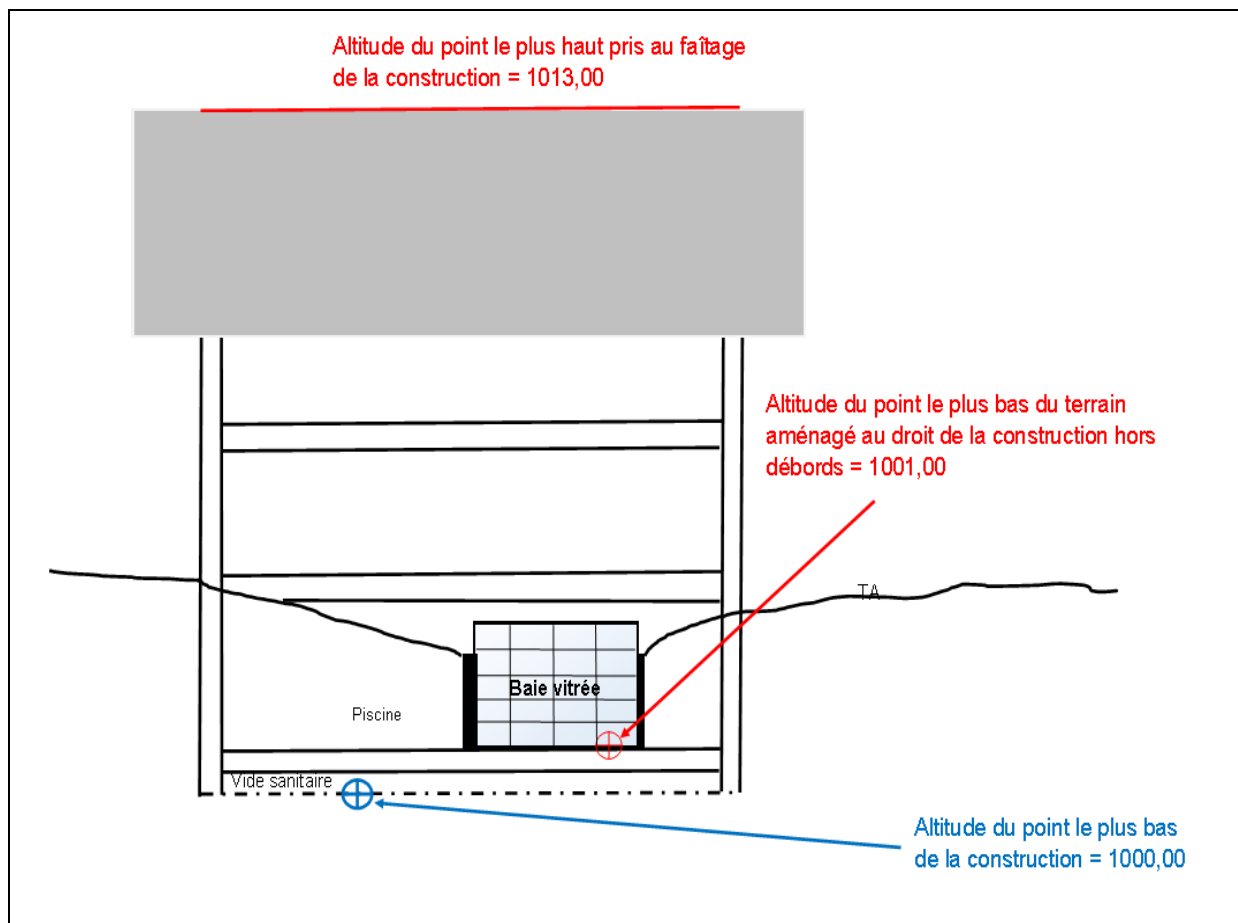 Altitude du point le plus haut pris au faîtage
de la construction = 1013,00
Altitude du point le plus bas du terrain
aménagé au droit de la construction hors
débords = 1001,00
TA
Baie vitrée
Piscine
Vide sanitaire
Altitude du point le plus bas
de la construction = 1000,00